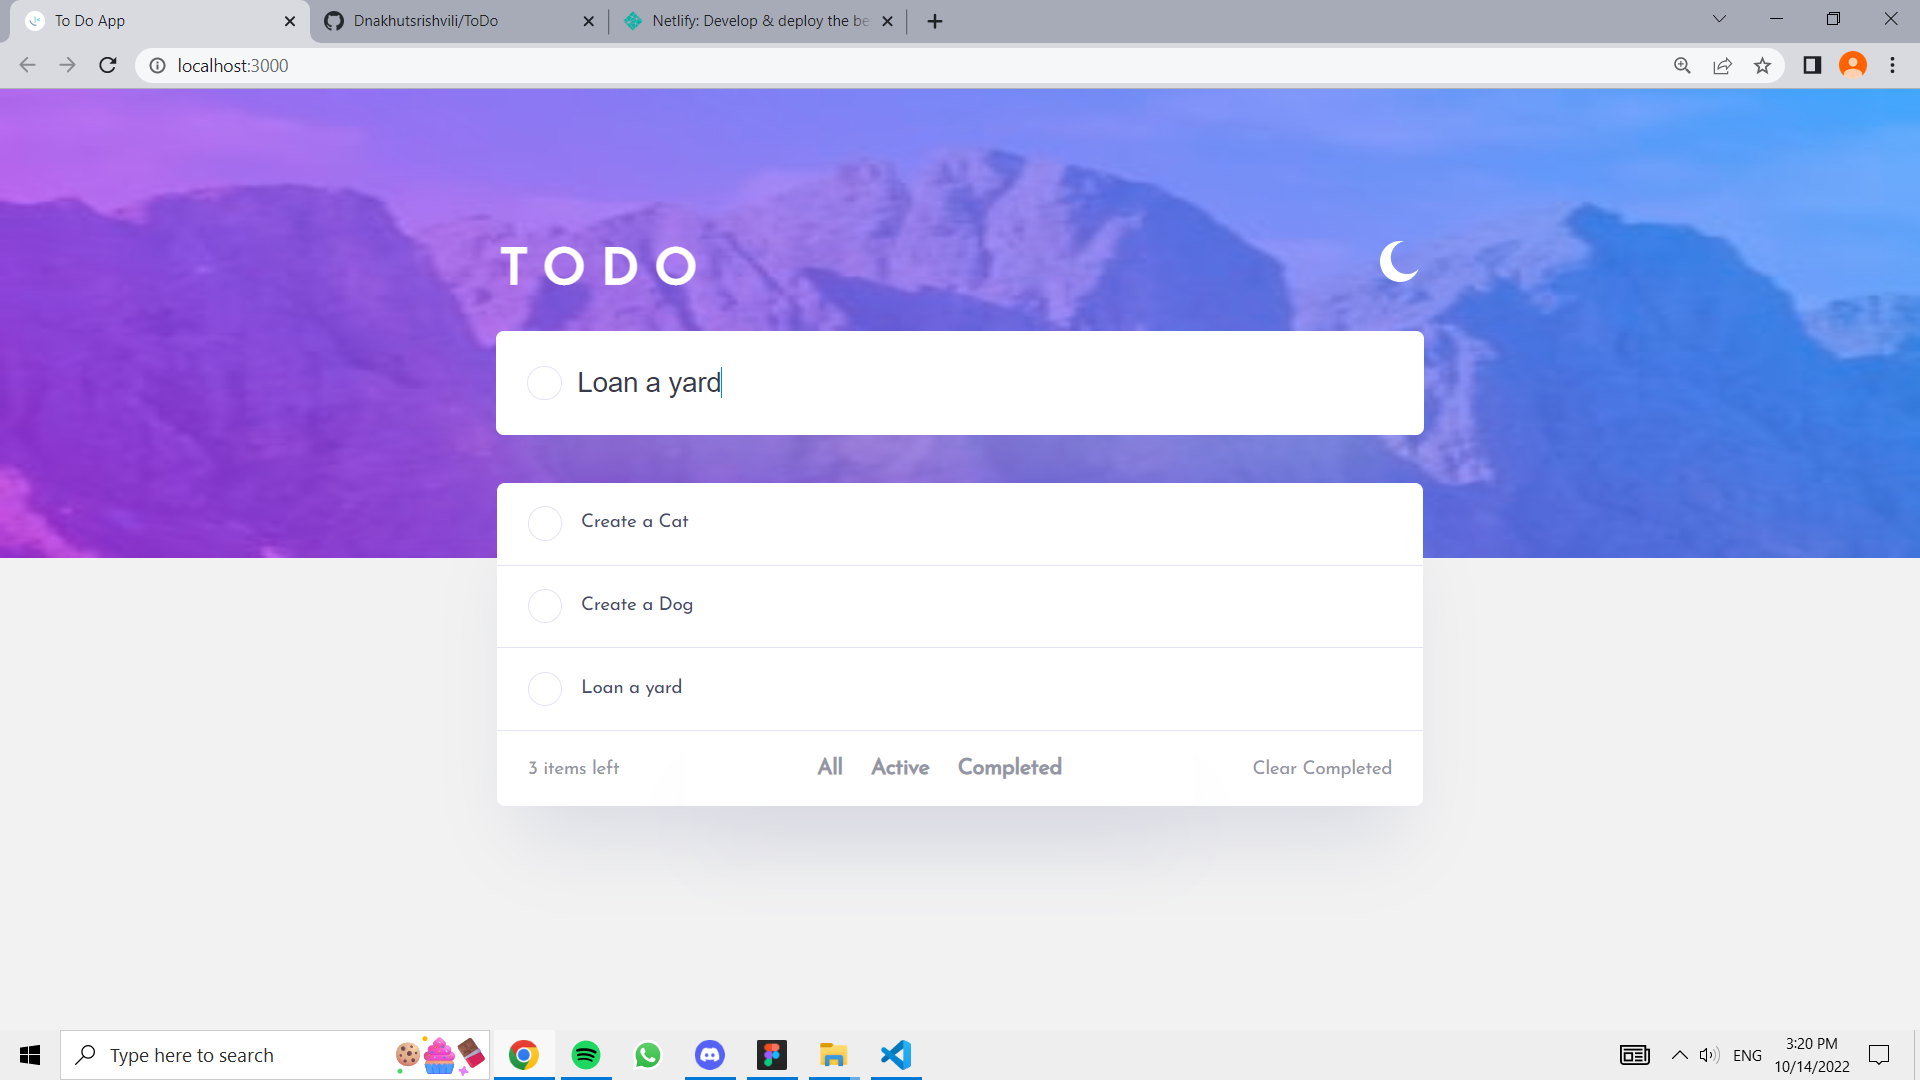 To Do App
Dnakhutsrishvili/ToDo
Netlify: Develop & deploy the be
localhost:3000
TODO
Loan a yard
Create a Cat
Create a Dog
Loan a yard
3 items left
All
Active
Completed
Clear Completed
Type here to search
ENG
3:20 PM
10/14/2022